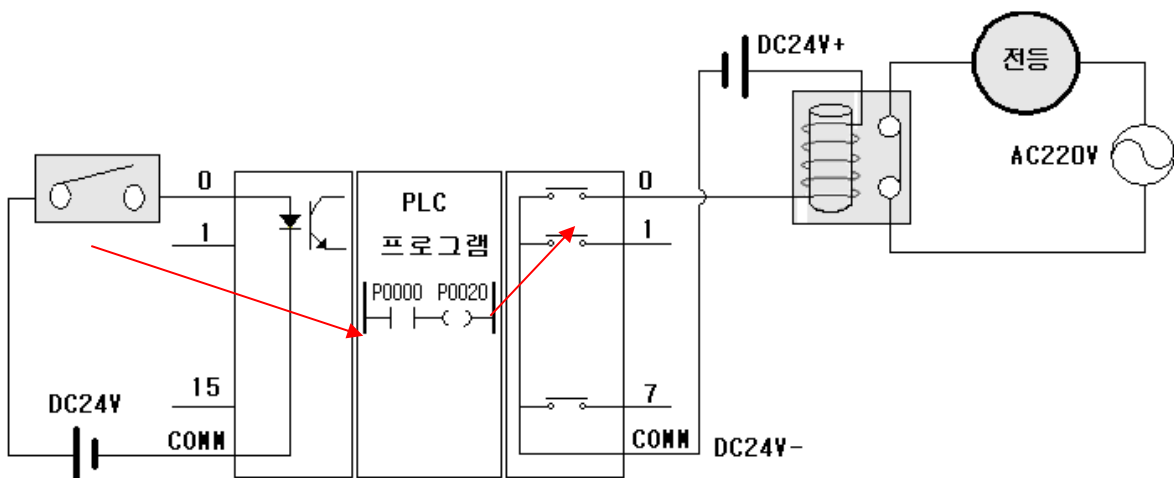 DC24V+
전등
AC220V
0
1
15
COMM
DC24V
PLC
프로그램
P0000 P0020
0
1
7
COMM
DC24V-